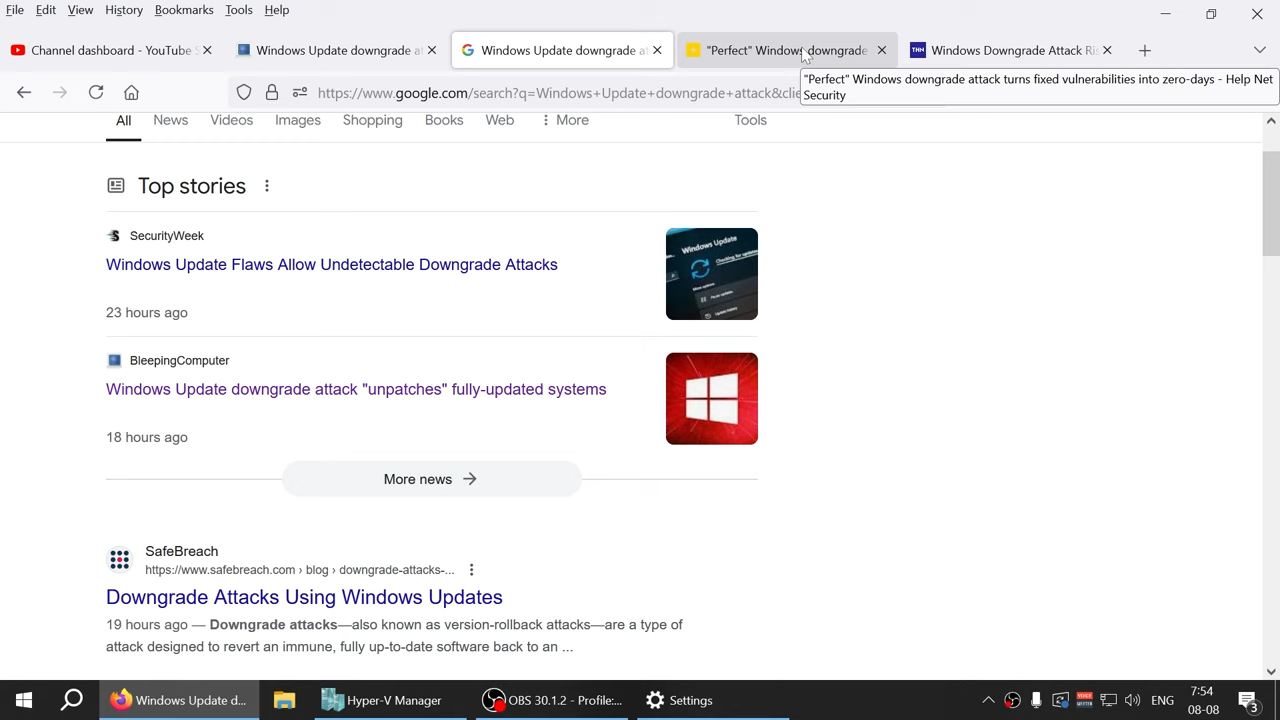 File Edit View History Bookmarks Tools Help
Channel dashboard - YouTube S
Windows Update downgrade at
Windows Update downgrade a
"Perfect" Windows downgrade
THN Windows Downgrade Attack Ris
https://www.google.com/search?q=Windows+Update+downgrade+attack&clie
"Perfect" Windows downgrade attack turns fixed vulnerabilities into zero-days - Help Net
Security
All News Videos Images Shopping Books Web More Tools
Top stories
SecurityWeek
Windows Update Flaws Allow Undetectable Downgrade Attacks
23 hours ago
BleepingComputer
Windows Update downgrade attack "unpatches" fully-updated systems
18 hours ago
More news
SafeBreach
https://www.safebreach.com › blog › downgrade-attacks-...
Downgrade Attacks Using Windows Updates
19 hours ago — Downgrade attacks—also known as version-rollback attacks—are a type of
attack designed to revert an immune, fully up-to-date software back to an ...
Windows Update d...
Hyper-V Manager
OBS 30.1.2 - Profile:...
Settings
ENG
7:54
08-08
3